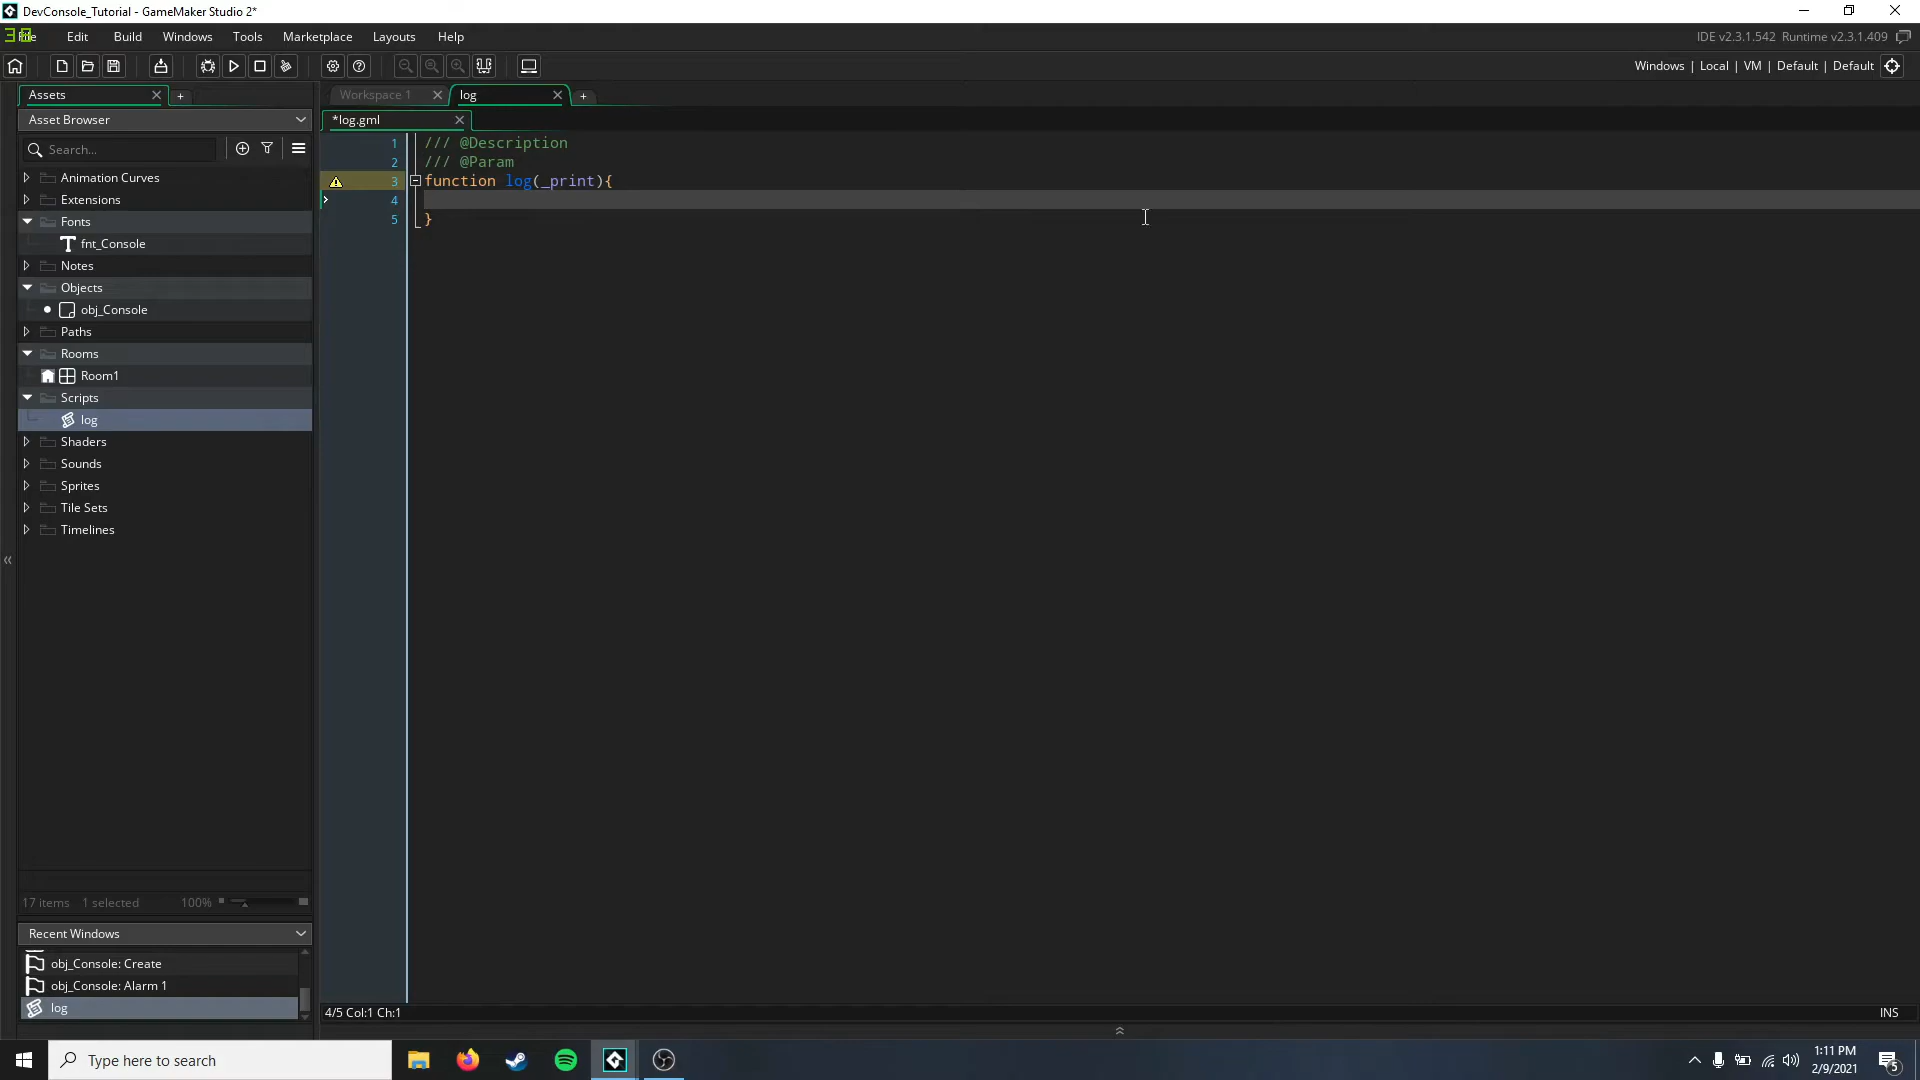 DevConsole_Tutorial - GameMaker Studio 2*
38
Edit
Build
Windows
Tools
Marketplace
Layouts
Help
IDE v2.3.1.542 Runtime v2.3.1.409
Windows | Local | VM | Default | Default
Assets
Workspace 1
log
Asset Browser
*log.gml
Search...
Animation Curves
Extensions
Fonts
fnt_Console
Notes
Objects
obj_Console
Paths
Rooms
Room1
Scripts
log
Shaders
Sounds
Sprites
Tile Sets
Timelines
1 /// @Description
2 /// @Param
3 function log(_print){
4
5 }
17 items 1 selected 100%
Recent Windows
obj_Console: Create
obj_Console: Alarm 1
log
4/5 Col:1 Ch:1
INS
Type here to search
1:11 PM
2/9/2021
5